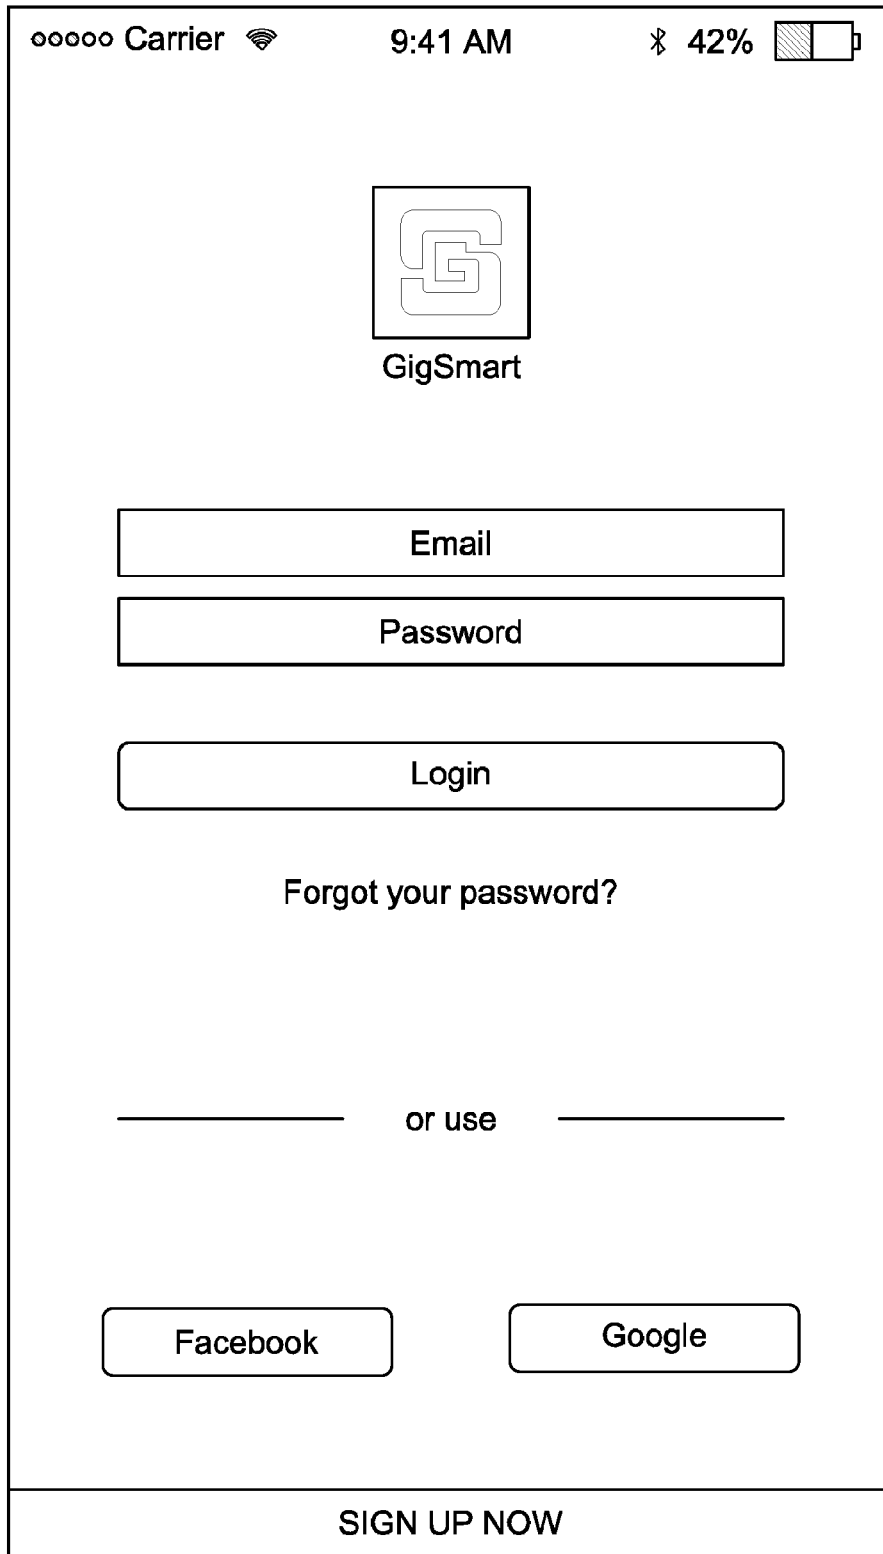 Carrier 9:41 AM 42%
GigSmart
Email
Password
Login
Forgot your password?
or use
Facebook Google
SIGN UP NOW